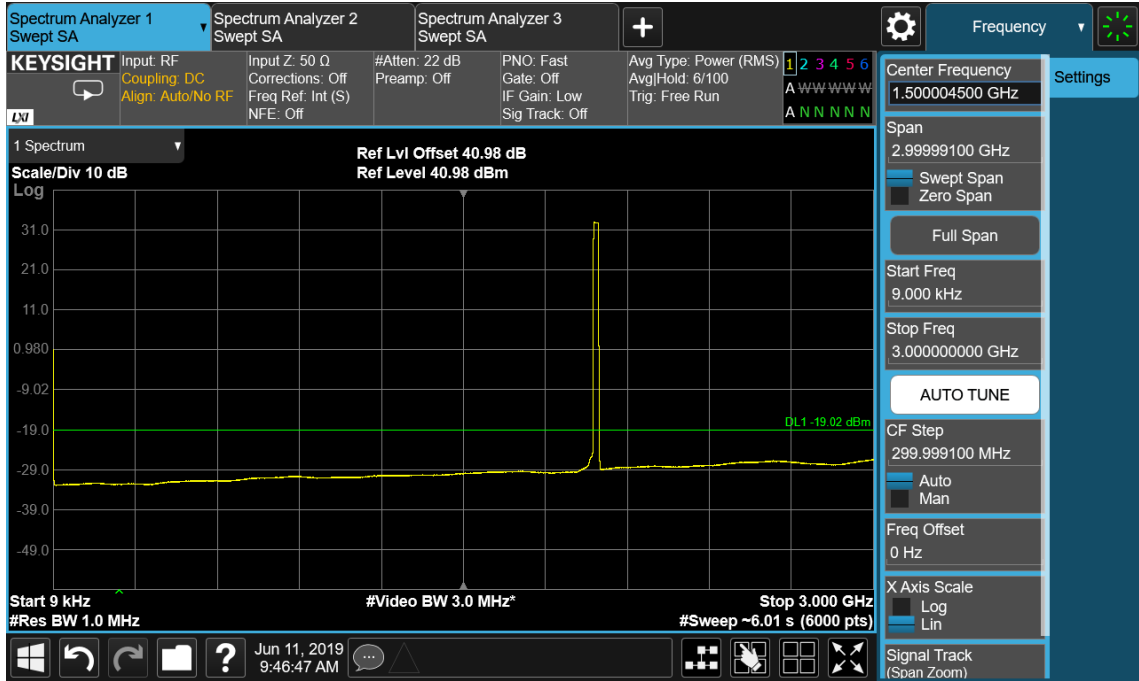 Spectrum Analyzer 1
Swept SA
Spectrum Analyzer 2
Swept SA
Spectrum Analyzer 3
Swept SA
Frequency
KEYSIGHT
LXI
Input: RF
Coupling: DC
Align: Auto/No RF
Input Z: 50 Ω
Corrections: Off
Freq Ref: Int (S)
NFE: Off
#Atten: 22 dB
Preamp: Off
PNO: Fast
Gate: Off
IF Gain: Low
Sig Track: Off
Avg Type: Power (RMS)
Avg|Hold: 6/100
Trig: Free Run
1 2 3 4 5 6
A W W W W W
A N N N N N
1 Spectrum
Scale/Div 10 dB
Log
Ref Lvl Offset 40.98 dB
Ref Level 40.98 dBm
31.0
21.0
11.0
0.980
-9.02
-19.0
-29.0
-39.0
-49.0
DL1 -19.02 dBm
Start 9 kHz
#Res BW 1.0 MHz
#Video BW 3.0 MHz*
Stop 3.000 GHz
#Sweep ~6.01 s (6000 pts)
Jun 11, 2019
9:46:47 AM
Center Frequency
1.500004500 GHz
Settings
Span
2.99999100 GHz
Swept Span
Zero Span
Full Span
Start Freq
9.000 kHz
Stop Freq
3.000000000 GHz
AUTO TUNE
CF Step
299.999100 MHz
Auto
Man
Freq Offset
0 Hz
X Axis Scale
Log
Lin
Signal Track
(Span Zoom)